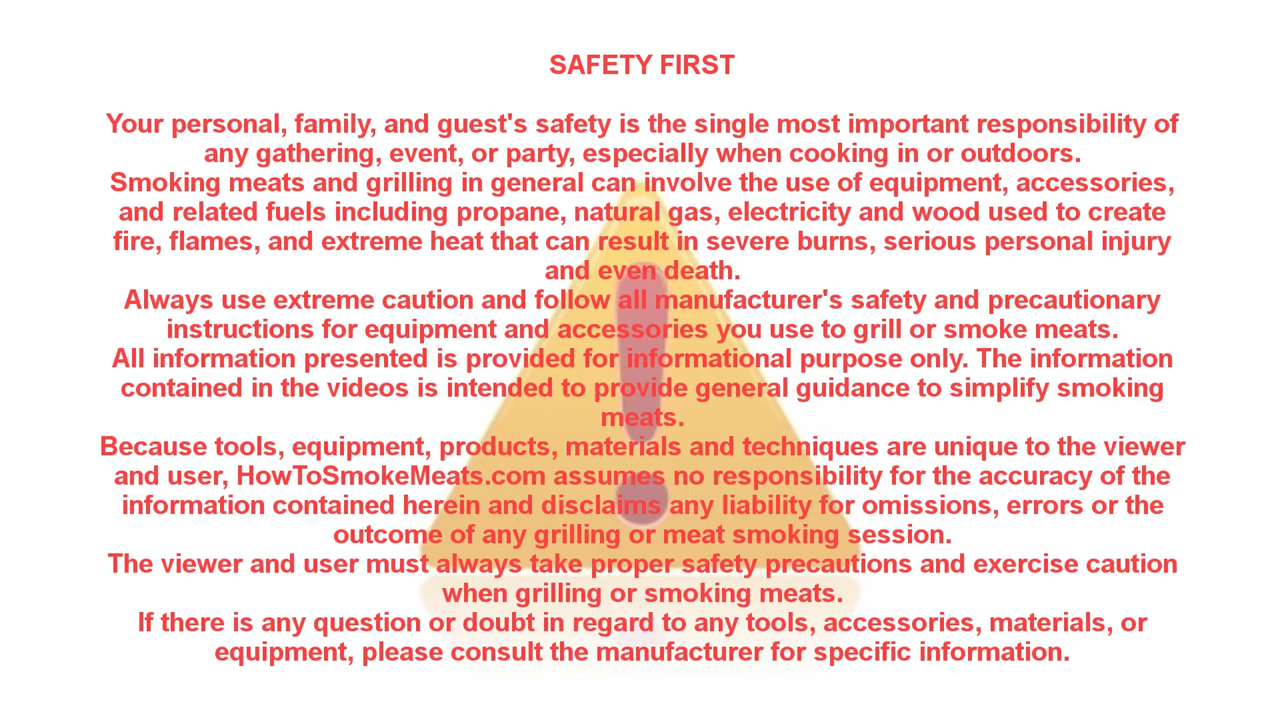 SAFETY FIRST
Your personal, family, and guest's safety is the single most important responsibility of
any gathering, event, or party, especially when cooking in or outdoors.
Smoking meats and grilling in general can involve the use of equipment, accessories,
and related fuels including propane, natural gas, electricity and wood used to create
fire, flames, and extreme heat that can result in severe burns, serious personal injury
and even death.
Always use extreme caution and follow all manufacturer's safety and precautionary
instructions for equipment and accessories you use to grill or smoke meats.
All information presented is provided for informational purpose only. The information
contained in the videos is intended to provide general guidance to simplify smoking
meats.
Because tools, equipment, products, materials and techniques are unique to the viewer
and user, HowToSmokeMeats.com assumes no responsibility for the accuracy of the
information contained herein and disclaims any liability for omissions, errors or the
outcome of any grilling or meat smoking session.
The viewer and user must always take proper safety precautions and exercise caution
when grilling or smoking meats.
If there is any question or doubt in regard to any tools, accessories, materials, or
equipment, please consult the manufacturer for specific information.